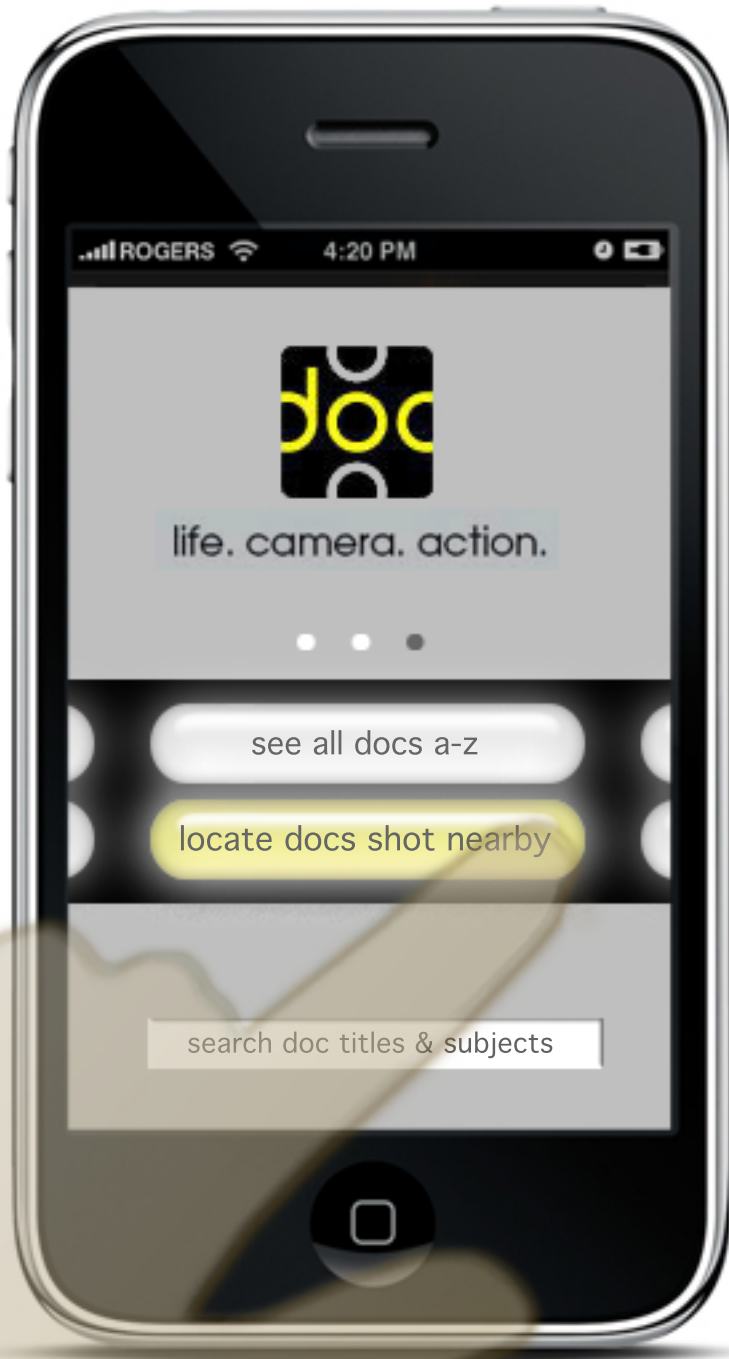 ROGERS 4:20 PM
doc
life. camera. action.
see all docs a-z
locate docs shot nearby
search doc titles & subjects